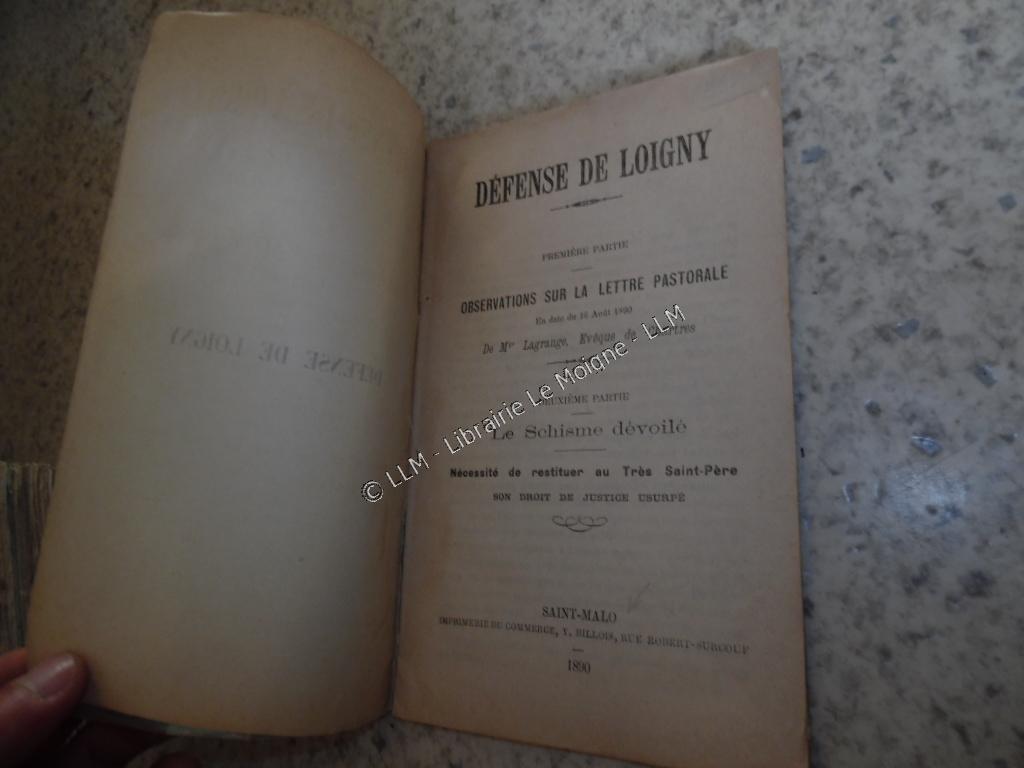 DÉFENSE DE LOIGNY
DÉFENSE DE LOIGNY
PREMIÈRE PARTIE
OBSERVATIONS SUR LA LETTRE PASTORALE
En date du 16 Août 1890
De Mgr Lagrange, Evêque de Chartres
DEUXIÈME PARTIE
Le Schisme dévoilé
Nécessité de restituer au Très Saint-Père
SON DROIT DE JUSTICE USURPÉ
SAINT-MALO
IMPRIMERIE DU COMMERCE, Y. BILLOIS, RUE ROBERT-SURCOUF
1890
© LLM - Librairie Le Moigne - LLM